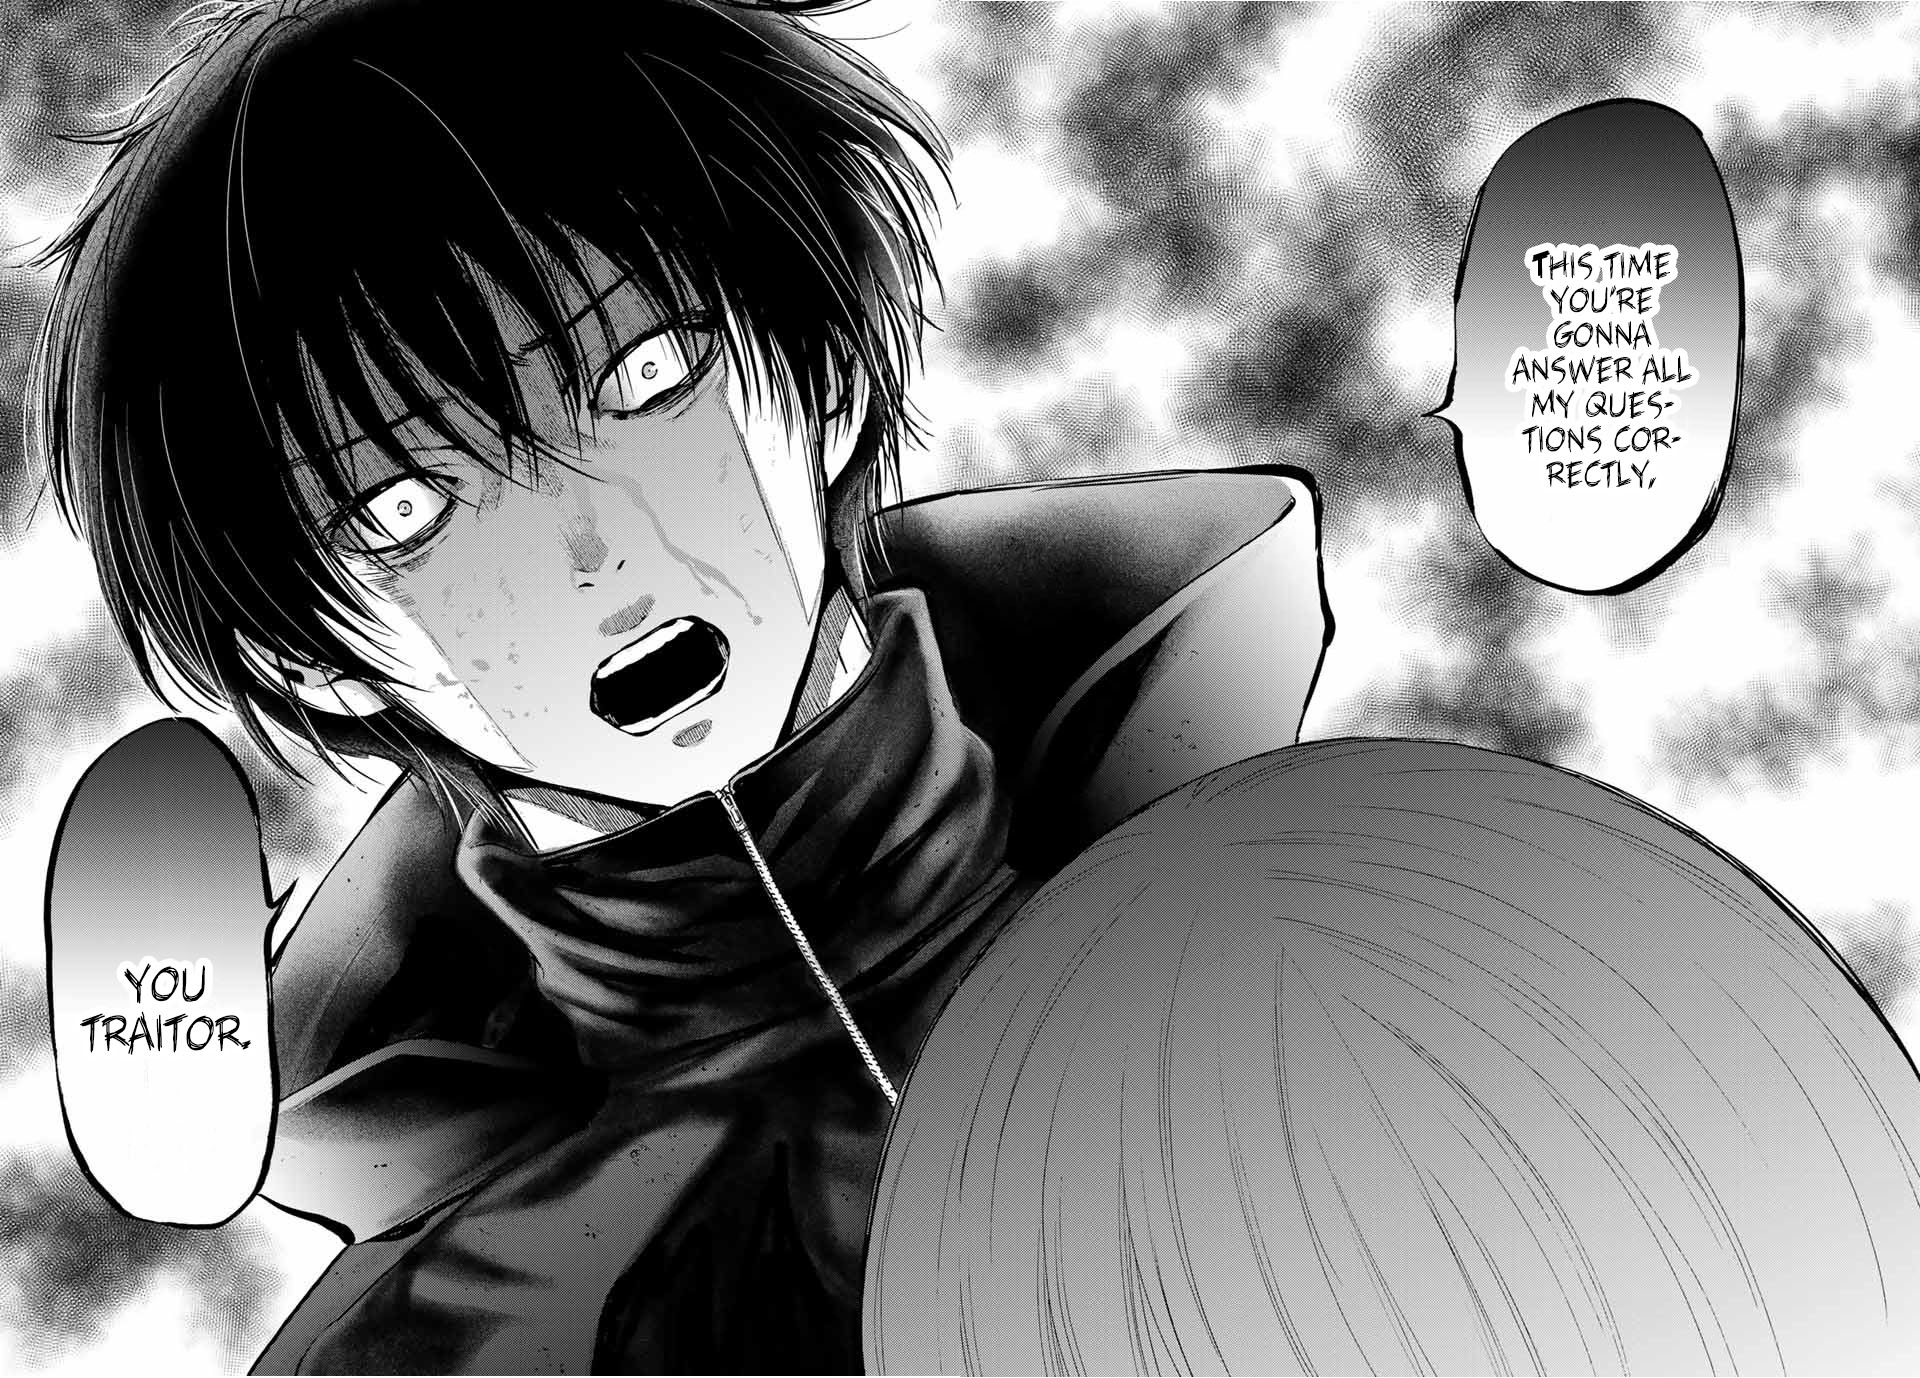 THIS TIME
YOU'RE
GONNA
ANSWER ALL
MY QUES-
TIONS COR-
RECTLY,
YOU
TRAITOR.